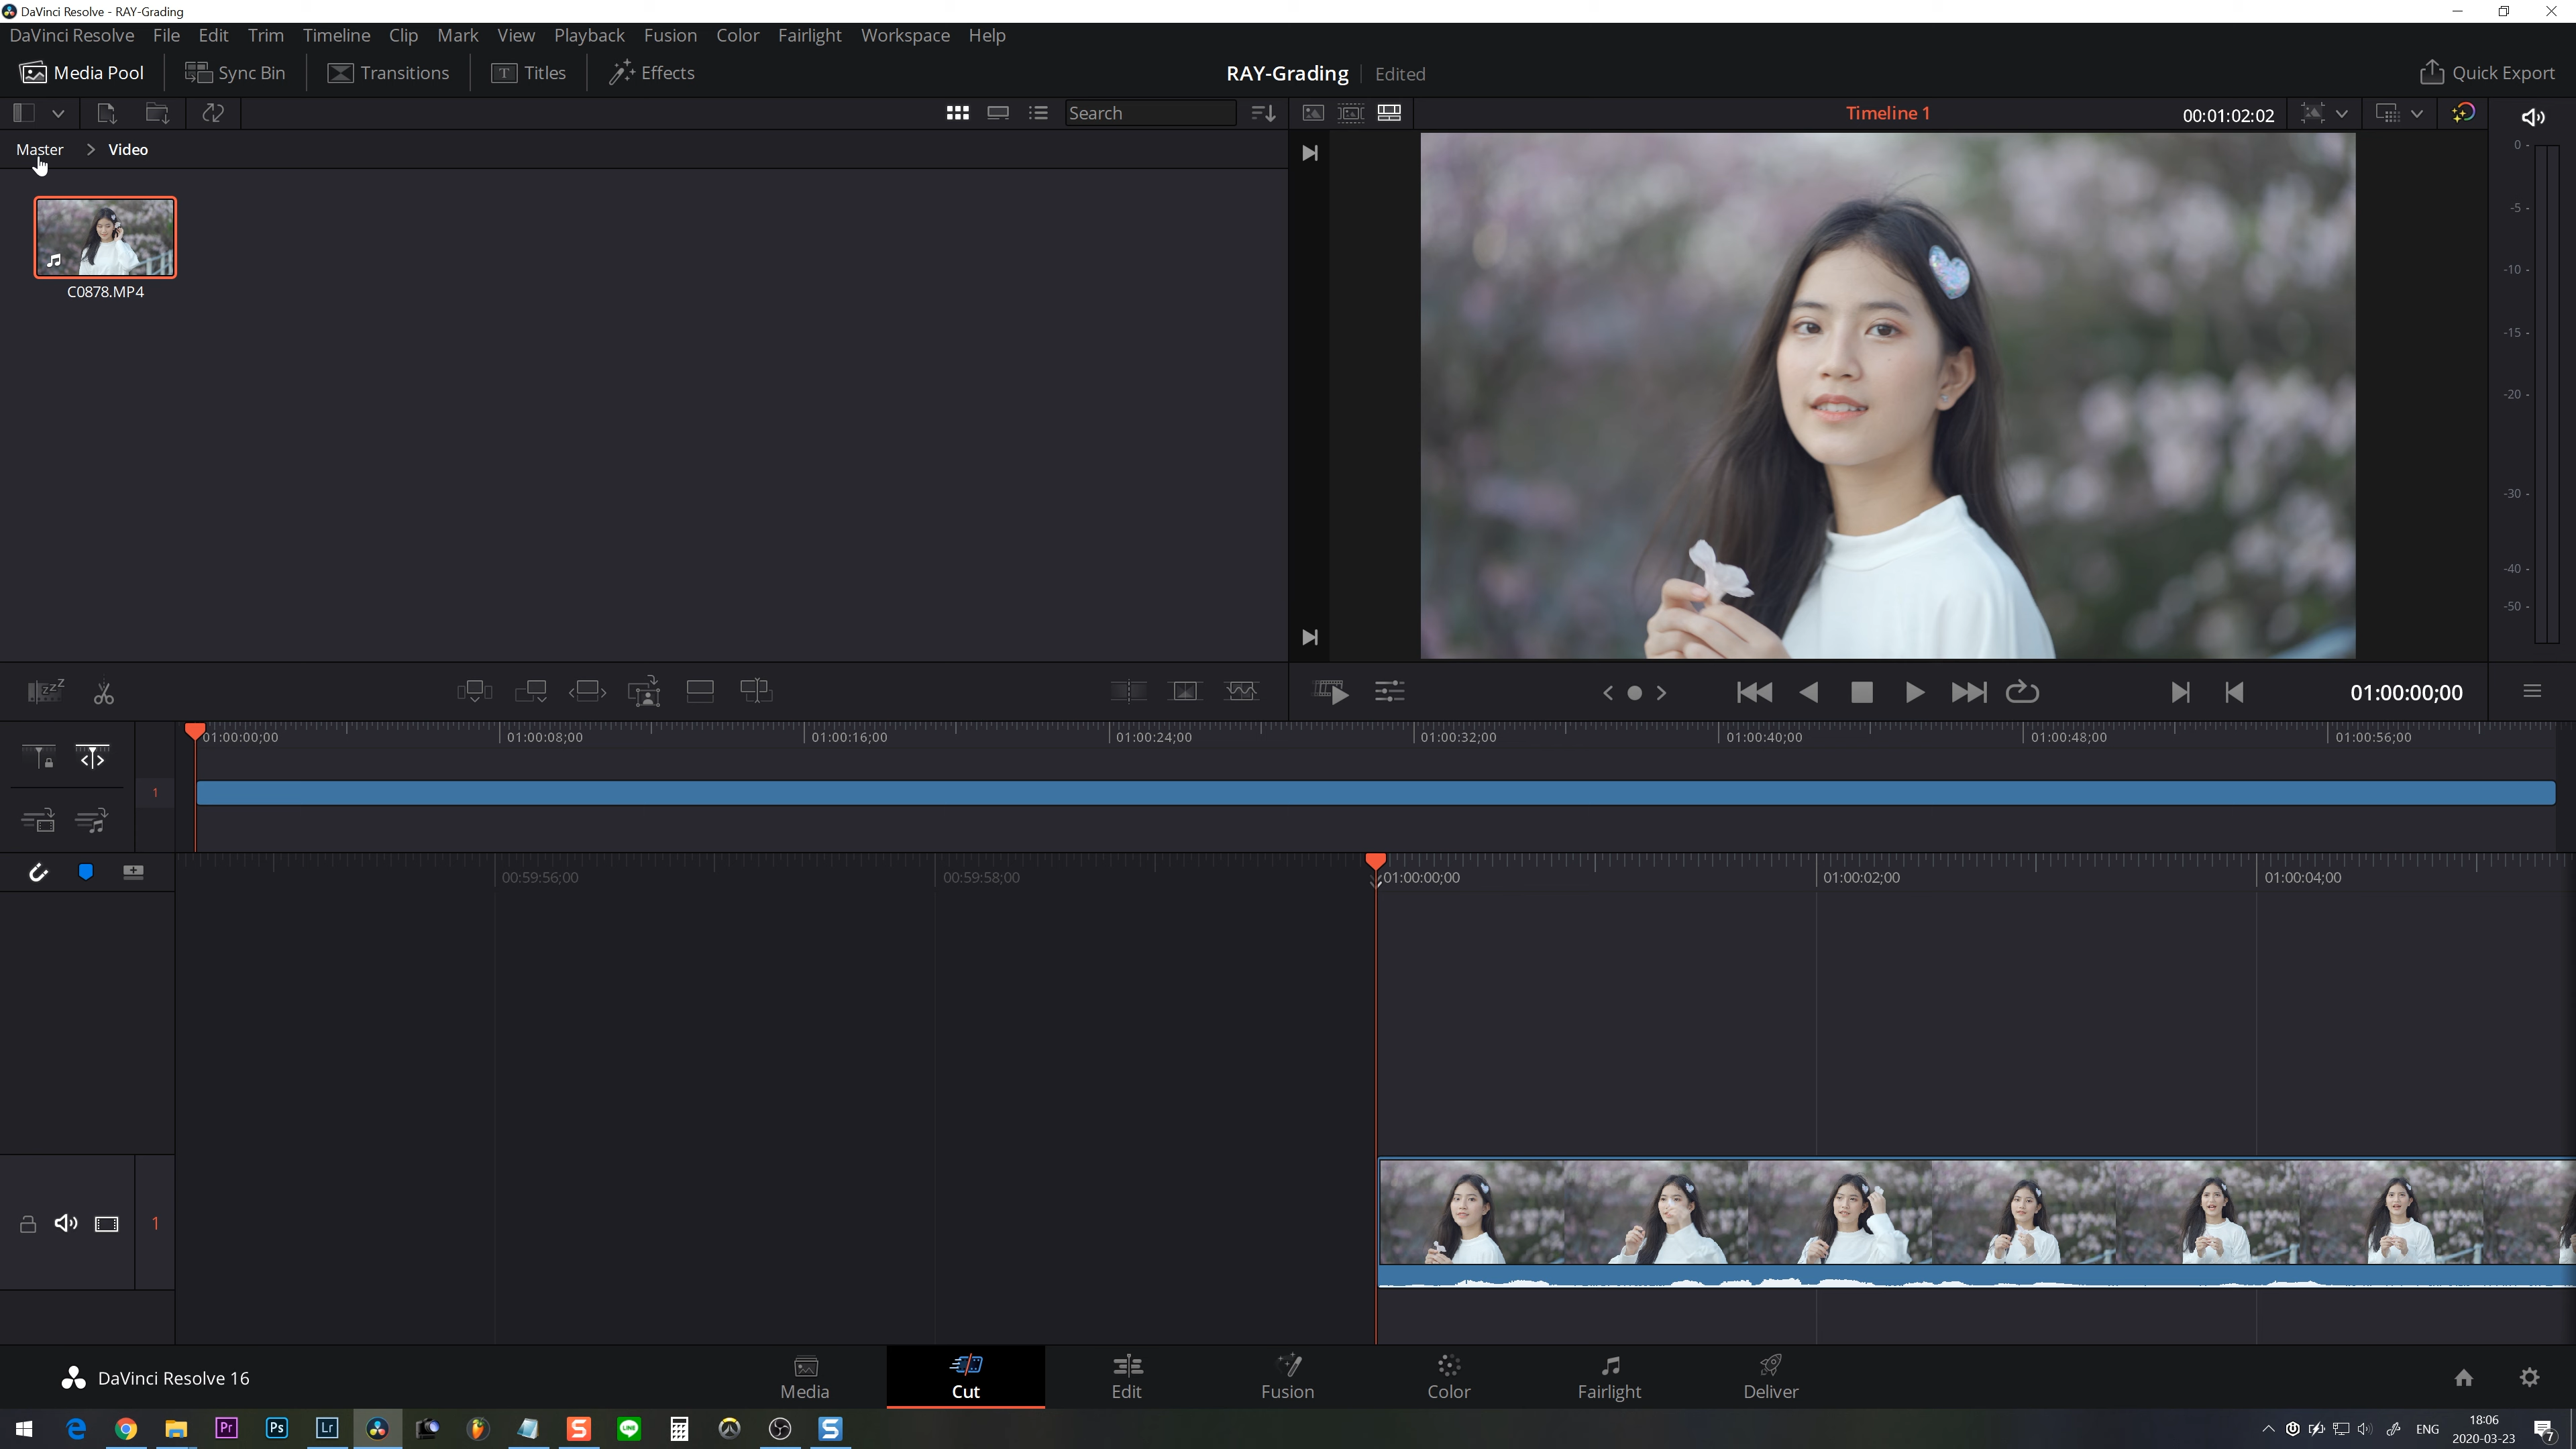 DaVinci Resolve - RAY-Grading
DaVinci Resolve File Edit Trim Timeline Clip Mark View Playback Fusion Color Fairlight Workspace Help
Media Pool Sync Bin Transitions T Titles Effects RAY-Grading Edited Quick Export
Search Timeline 1 00:01:02:02
Master > Video
0 -
-5 -
-10 -
-15 -
-20 -
-30 -
-40 -
-50 -
C0878.MP4
zzZ 01:00:00;00
01:00:00;00 01:00:08;00 01:00:16;00 01:00:24;00 01:00:32;00 01:00:40;00 01:00:48;00 01:00:56;00
1
00:59:56;00 00:59:58;00 01:00:00;00 01:00:02;00 01:00:04;00
1
DaVinci Resolve 16 Media Cut Edit Fusion Color Fairlight Deliver
Pr Ps Lr S LINE S ENG 18:06
2020-03-23 7